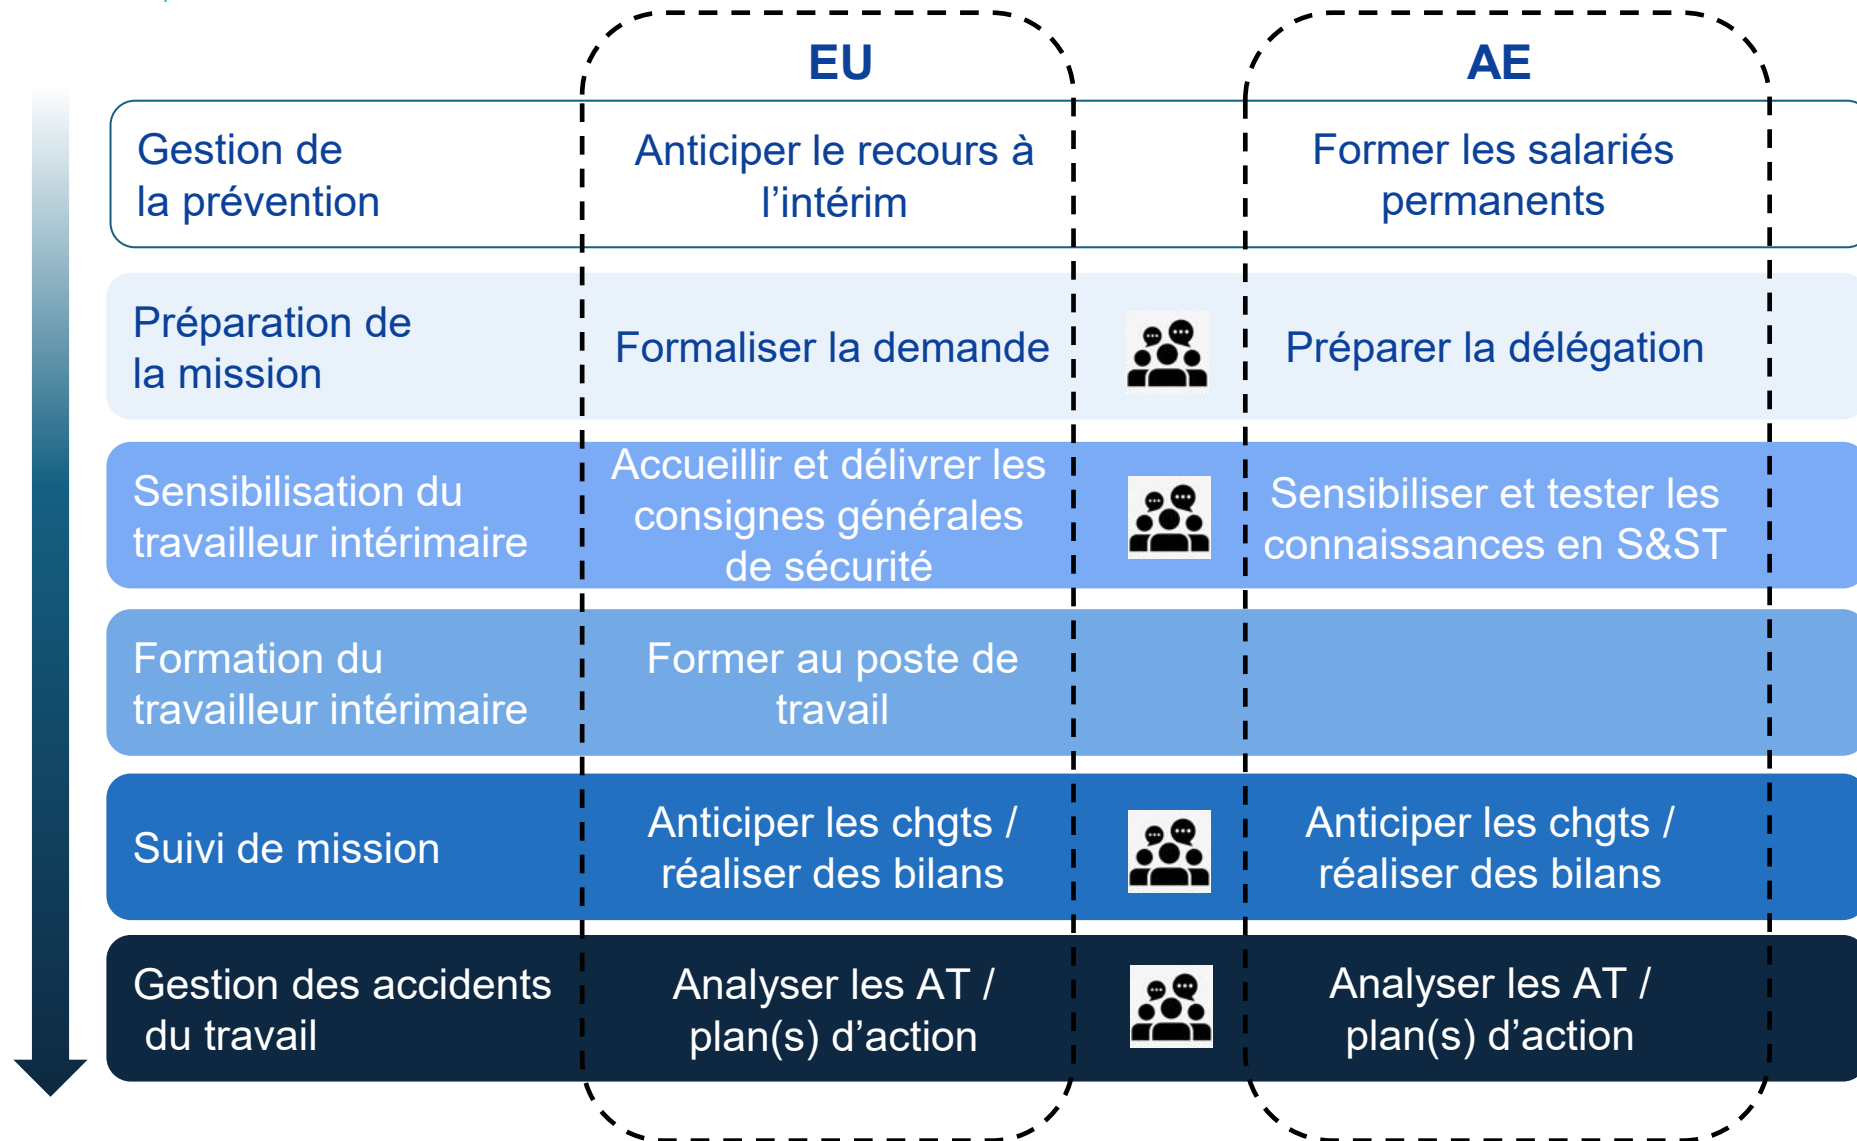 EU
AE
Gestion de
la prévention
Anticiper le recours à
l’intérim
Former les salariés
permanents
Préparation de
la mission
Formaliser la demande
Préparer la délégation
Sensibilisation du
travailleur intérimaire
Accueillir et délivrer les
consignes générales
de sécurité
Sensibiliser et tester les
connaissances en S&ST
Formation du
travailleur intérimaire
Former au poste de
travail
Suivi de mission
Anticiper les chgts /
réaliser des bilans
Anticiper les chgts /
réaliser des bilans
Gestion des accidents
du travail
Analyser les AT /
plan(s) d’action
Analyser les AT /
plan(s) d’action